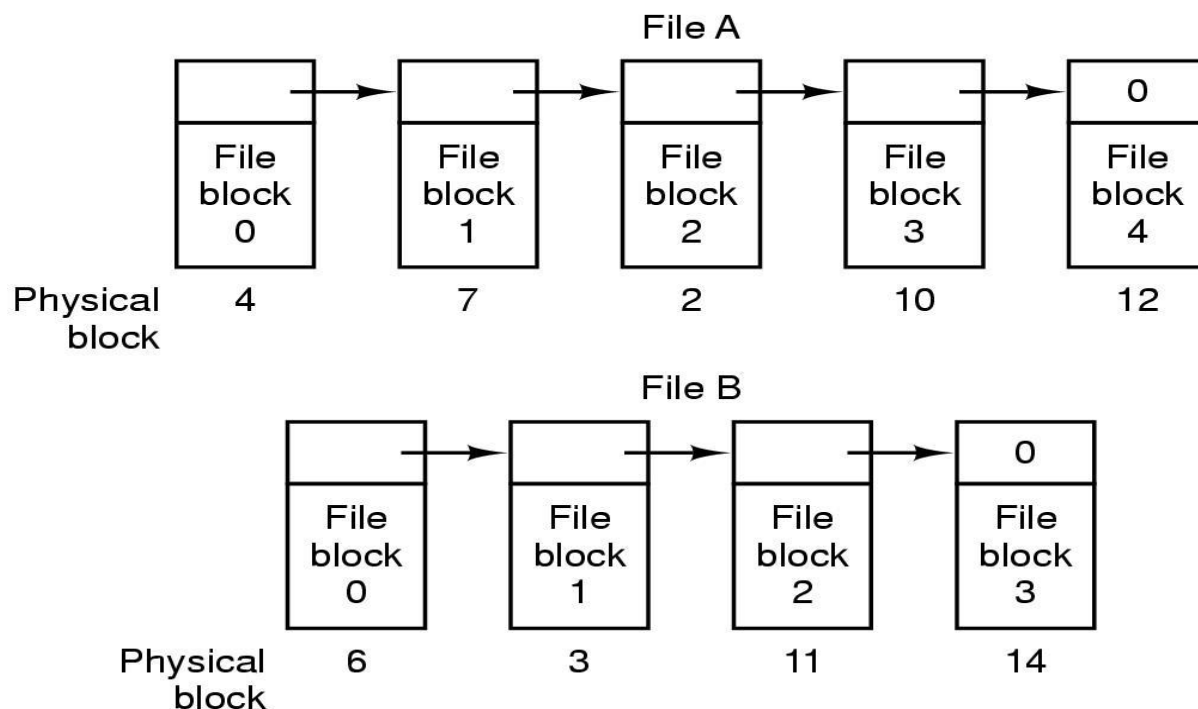 File A
0
File File File File File
block block block block block
0 1 2 3 4
Physical 4 7 2 10 12
block
File B
0
File File File File
block block block block
0 1 2 3
Physical 6 3 11 14
block